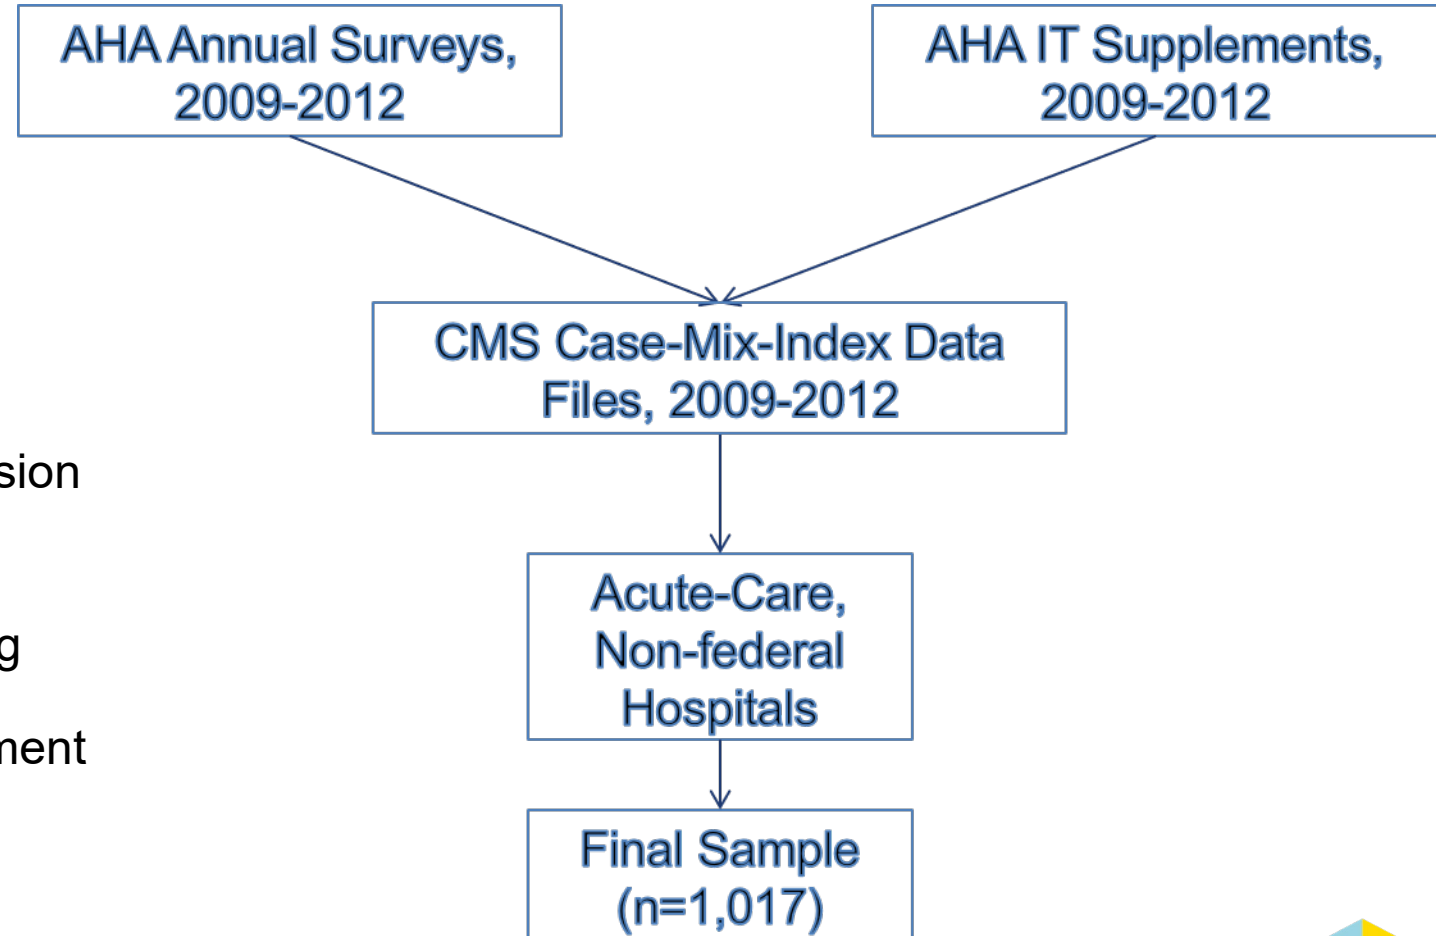 AHA Annual Surveys,
2009-2012
AHA IT Supplements,
2009-2012
CMS Case-Mix-Index Data
Files, 2009-2012
sion
Acute-Care,
Non-federal
Hospitals
g
ment
Final Sample
(n=1,017)